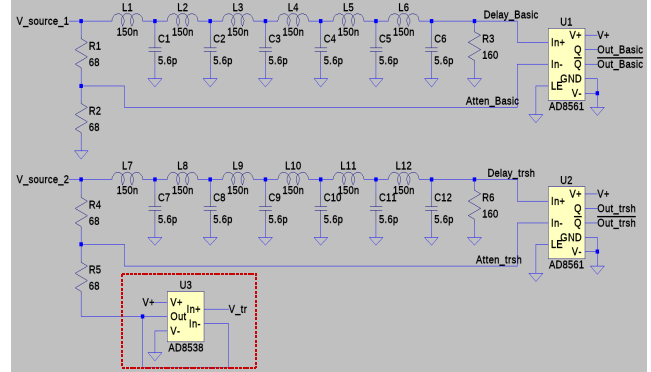 V_source_1
L1 L2 L3 L4 L5 L6
150n 150n 150n 150n 150n 150n
Delay_Basic
U1
R1
68
C1 C2 C3 C4 C5 C6
5.6p 5.6p 5.6p 5.6p 5.6p 5.6p
R3
160
In+ V+ V+
Q Out_Basic
In- Q Out_Basic
GND
LE V-
AD8561
R2
68
Atten_Basic
V_source_2
L7 L8 L9 L10 L11 L12
150n 150n 150n 150n 150n 150n
Delay_trsh
U2
R4
68
C7 C8 C9 C10 C11 C12
5.6p 5.6p 5.6p 5.6p 5.6p 5.6p
R6
160
In+ V+ V+
Q Out_trsh
In- Q Out_trsh
GND
LE V-
AD8561
R5
68
Atten_trsh
U3
V+ V+ In+ V_tr
Out In-
V-
AD8538